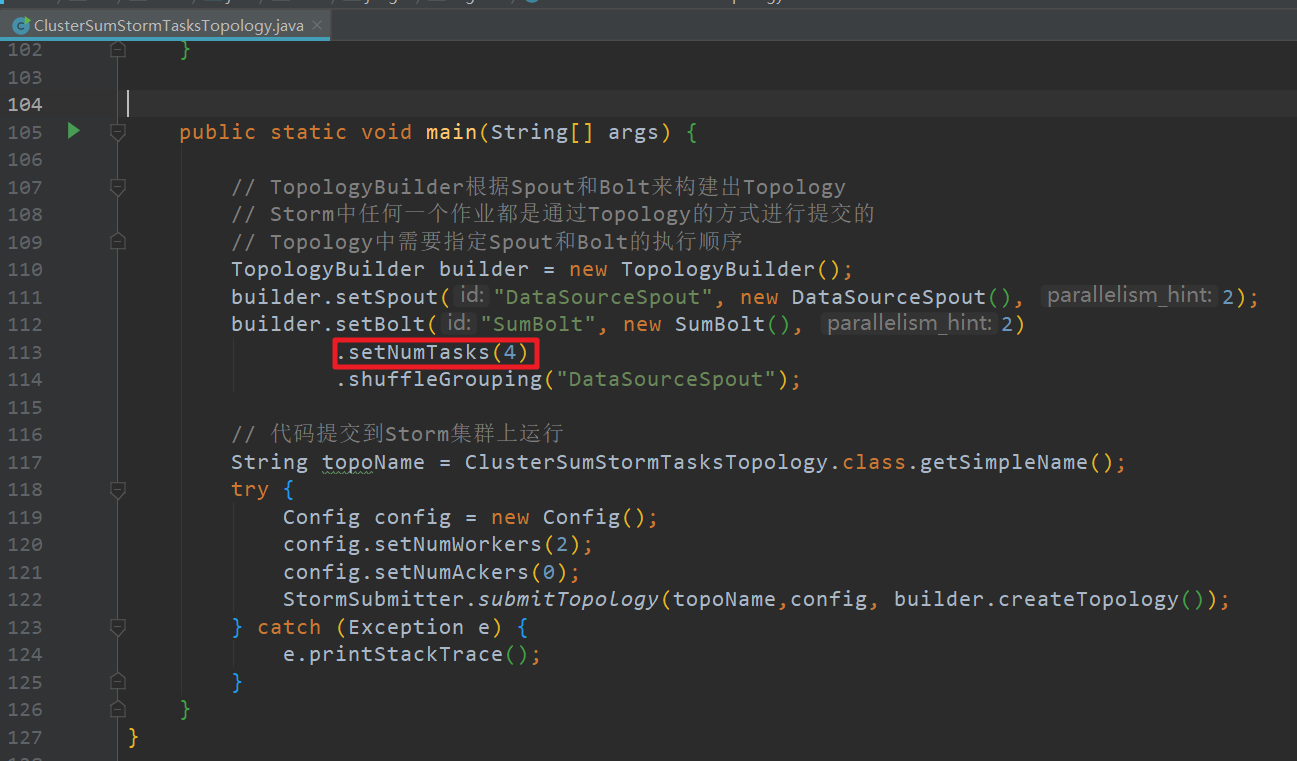 ClusterSumStormTasksTopology.java
102 }
103
104
105 public static void main(String[] args) {
106
107 // TopologyBuilder根据Spout和Bolt来构建出Topology
108 // Storm中任何一个作业都是通过Topology的方式进行提交的
109 // Topology中需要指定Spout和Bolt的执行顺序
110 TopologyBuilder builder = new TopologyBuilder();
111 builder.setSpout( id: "DataSourceSpout", new DataSourceSpout(), parallelism_hint: 2);
112 builder.setBolt( id: "SumBolt", new SumBolt(), parallelism_hint: 2)
113 .setNumTasks(4)
114 .shuffleGrouping("DataSourceSpout");
115
116 // 代码提交到Storm集群上运行
117 String topoName = ClusterSumStormTasksTopology.class.getSimpleName();
118 try {
119 Config config = new Config();
120 config.setNumWorkers(2);
121 config.setNumAckers(0);
122 StormSubmitter.submitTopology(topoName,config, builder.createTopology());
123 } catch (Exception e) {
124 e.printStackTrace();
125 }
126 }
127 }